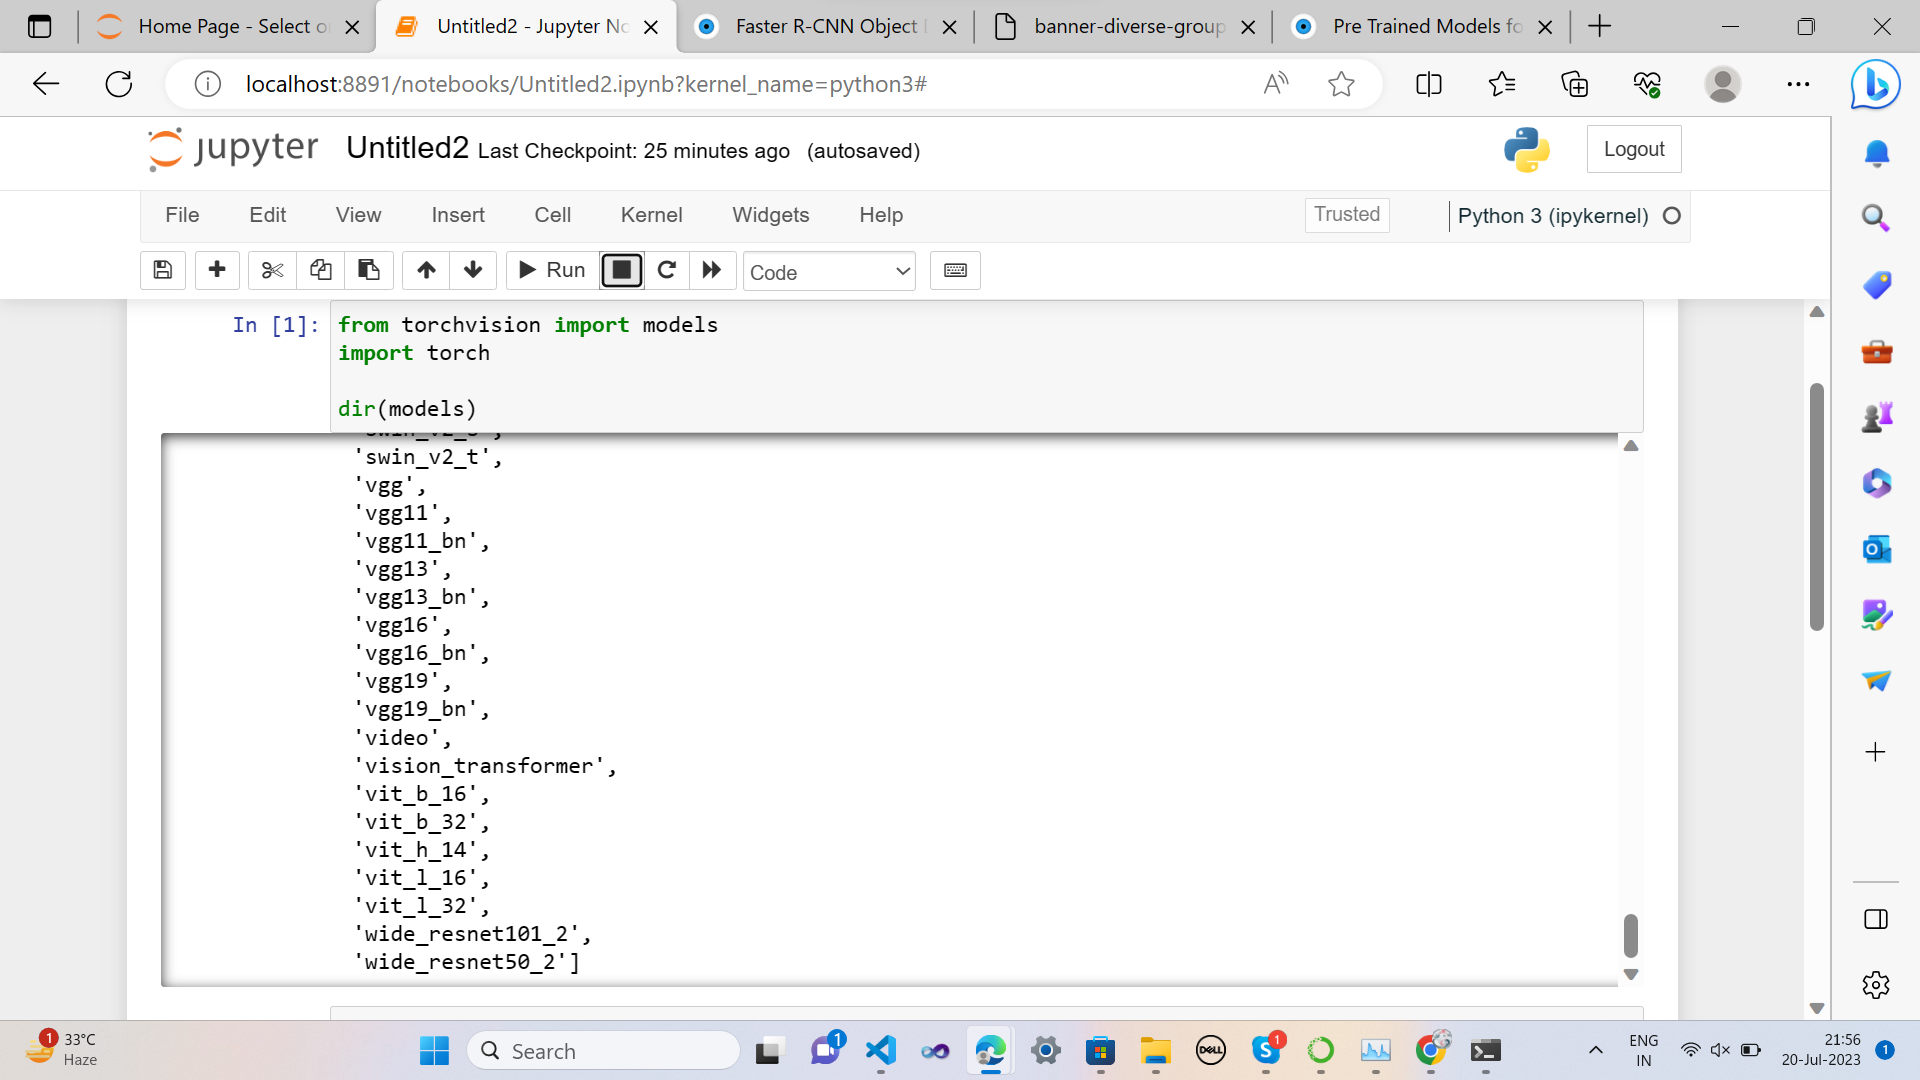 Home Page - Select o
Untitled2 - Jupyter No
Faster R-CNN Object
banner-diverse-group
Pre Trained Models fo
localhost:8891/notebooks/Untitled2.ipynb?kernel_name=python3#
jupyter Untitled2 Last Checkpoint: 25 minutes ago (autosaved)
Logout
File Edit View Insert Cell Kernel Widgets Help
Trusted
Python 3 (ipykernel)
Run
Code
In [1]: from torchvision import models
import torch
dir(models)
'swin_v2_s',
'swin_v2_t',
'vgg',
'vgg11',
'vgg11_bn',
'vgg13',
'vgg13_bn',
'vgg16',
'vgg16_bn',
'vgg19',
'vgg19_bn',
'video',
'vision_transformer',
'vit_b_16',
'vit_b_32',
'vit_h_14',
'vit_l_16',
'vit_l_32',
'wide_resnet101_2',
'wide_resnet50_2']
1
33°C
Haze
Search
1
DELL
1
ENG
IN
21:56
20-Jul-2023
1